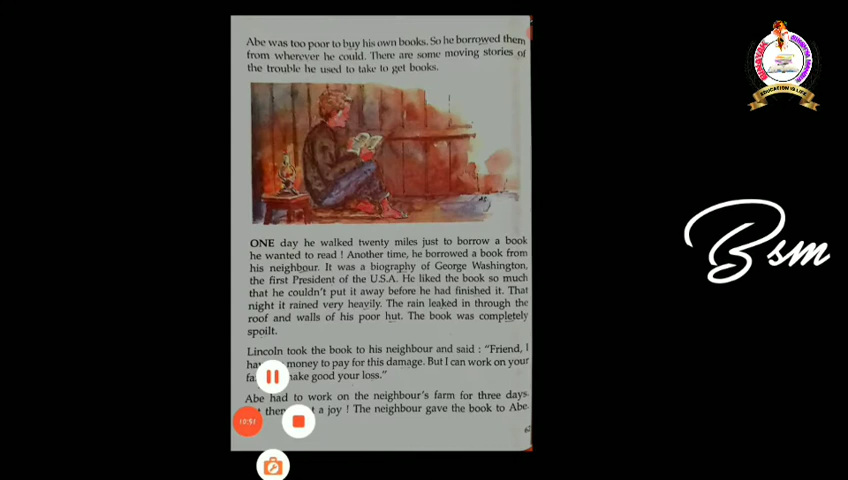 Abe was too poor to buy his own books. So he borrowed them
from wherever he could. There are some moving stories of
the trouble he used to take to get books.
ONE day he walked twenty miles just to borrow a book
he wanted to read ! Another time, he borrowed a book from
his neighbour. It was a biography of George Washington,
the first President of the U.S.A. He liked the book so much
that he couldn't put it away before he had finished it. That
night it rained very heavily. The rain leaked in through the
roof and walls of his poor hut. The book was completely
spoilt.
Lincoln took the book to his neighbour and said : "Friend, I
money to pay for this damage. But I can work on your
good your loss."
Abe had to work on the neighbour's farm for three days.
a joy ! The neighbour gave the book to Abe
EDUCATION IS LIFE
Bsm
10:51